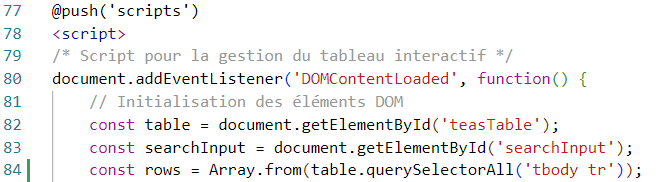 77 @push('scripts')
78 <script>
79 /* Script pour la gestion du tableau interactif */
80 document.addEventListener('DOMContentLoaded', function() {
81 // Initialisation des éléments DOM
82 const table = document.getElementById('teasTable');
83 const searchInput = document.getElementById('searchInput');
84 const rows = Array.from(table.querySelectorAll('tbody tr'));